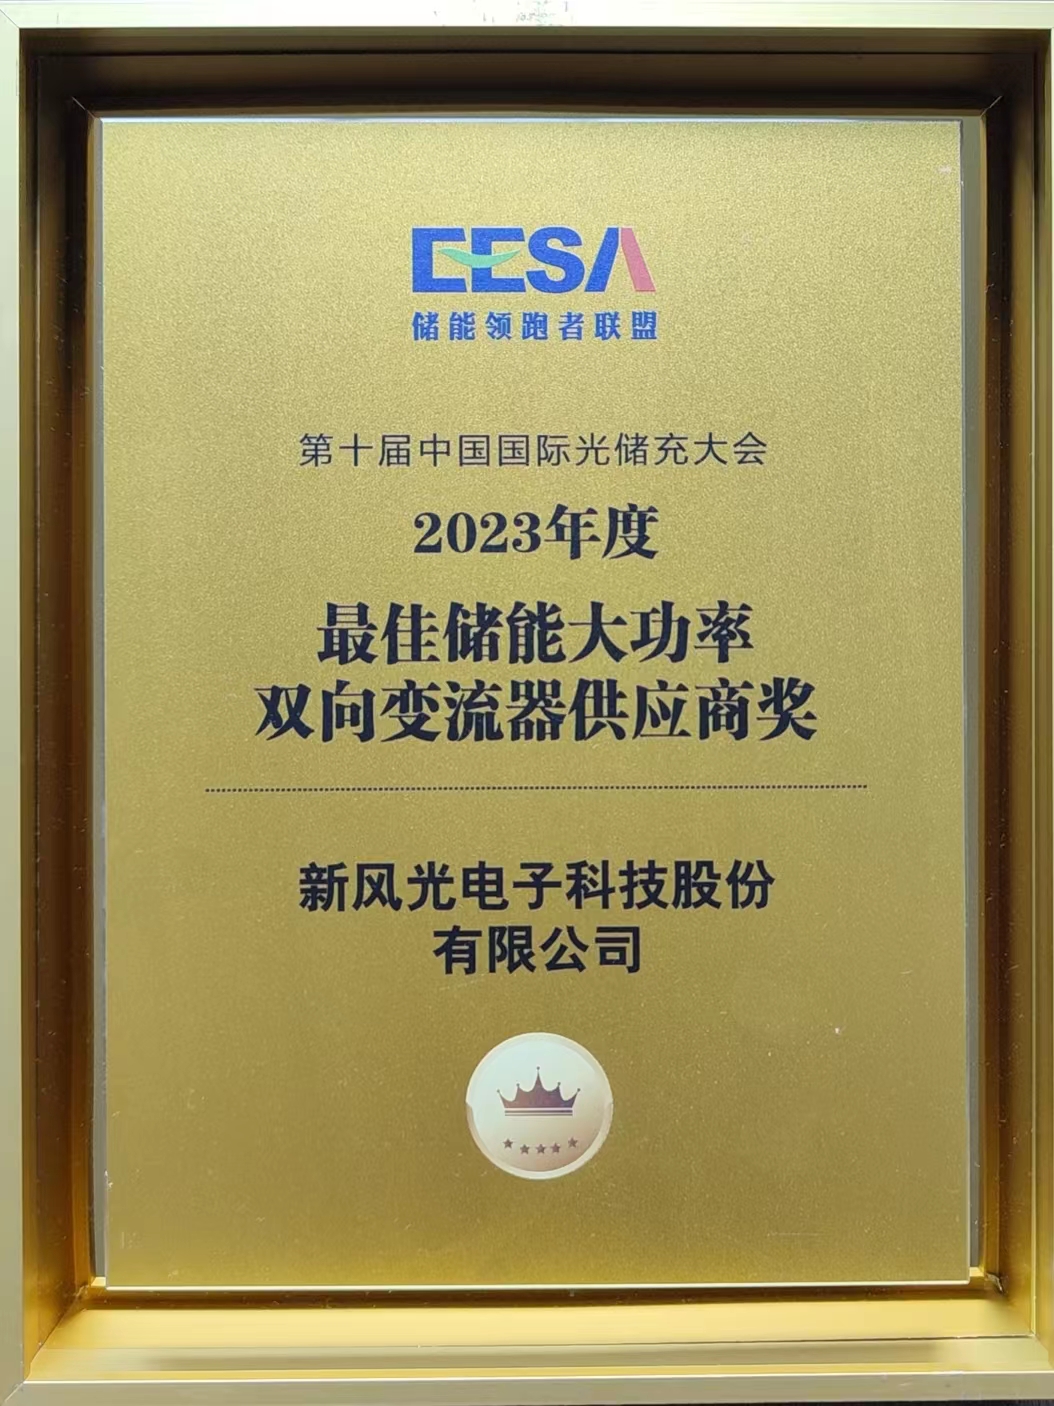 EESA
储能领跑者联盟
第十届中国国际光储充大会
2023年度
最佳储能大功率
双向变流器供应商奖
新风光电子科技股份
有限公司